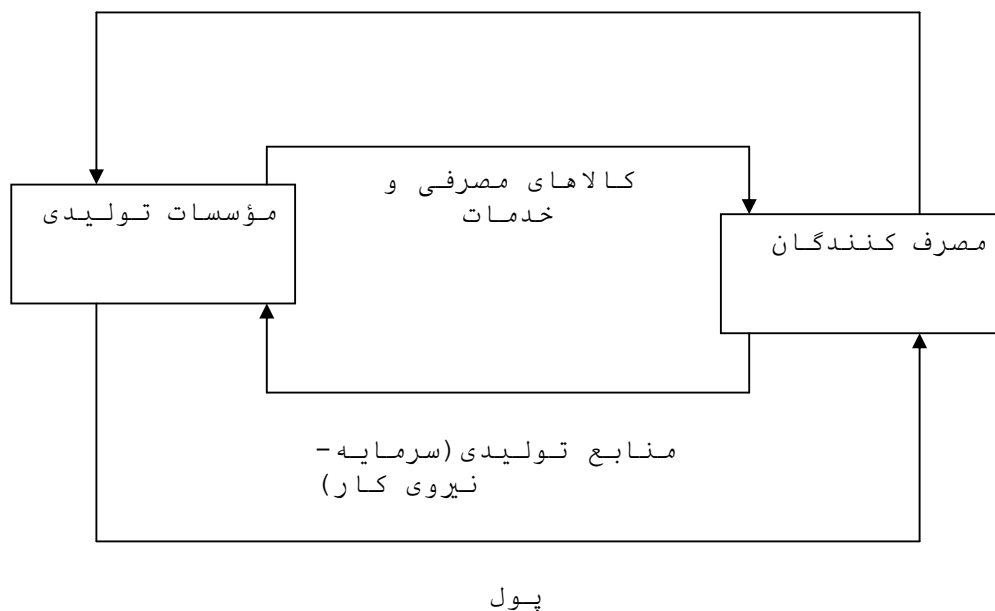 کالاهای مصرفی و
خدمات
مؤسسات تولیدی
مصرف کنندگان
منابع تولیدی(سرمایه-
نیروی کار)
پول